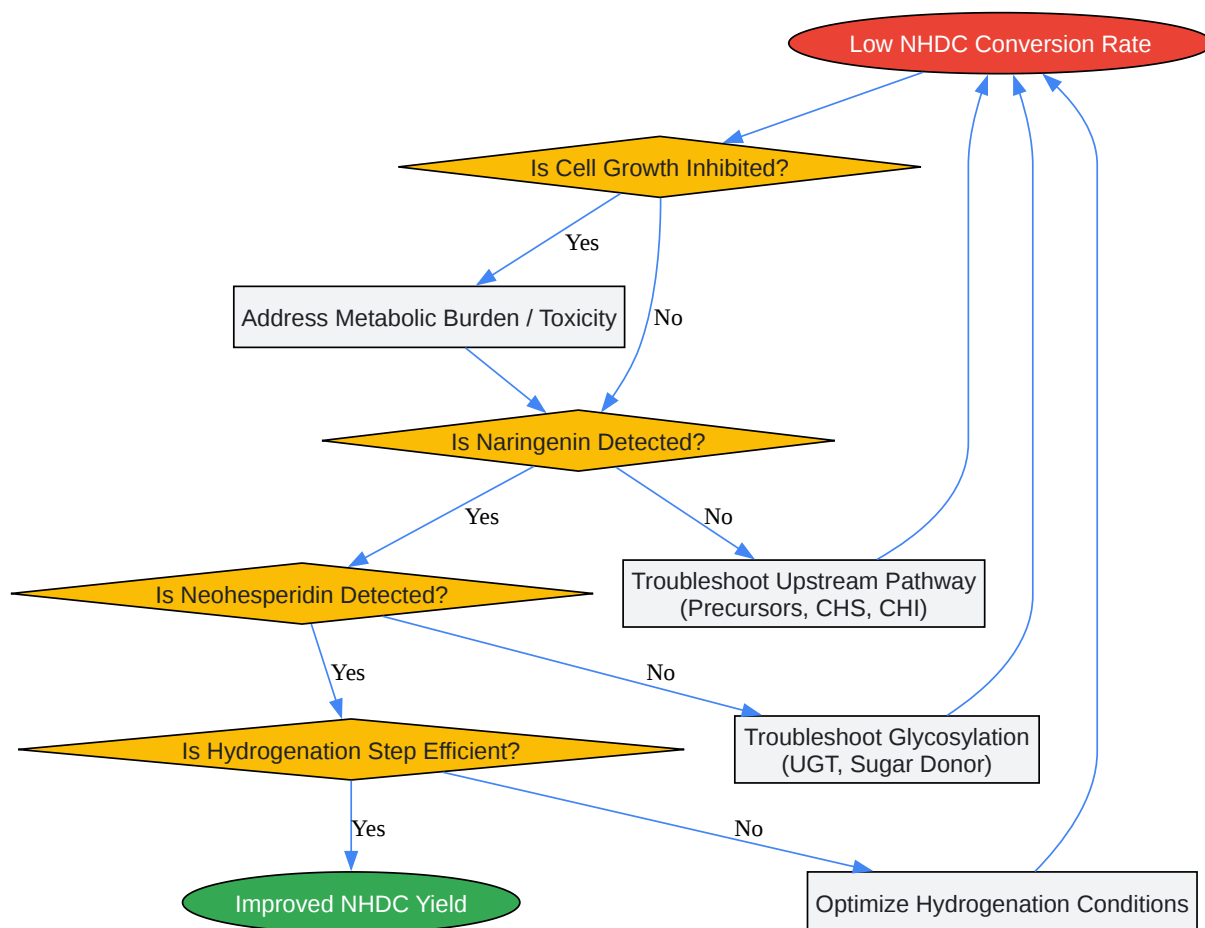 Low NHDC Conversion Rate
Is Cell Growth Inhibited?
Yes
Address Metabolic Burden / Toxicity
No
Is Naringenin Detected?
Yes
No
Is Neohesperidin Detected?
Troubleshoot Upstream Pathway
(Precursors, CHS, CHI)
Yes
No
Is Hydrogenation Step Efficient?
Troubleshoot Glycosylation
(UGT, Sugar Donor)
Yes
No
Improved NHDC Yield
Optimize Hydrogenation Conditions